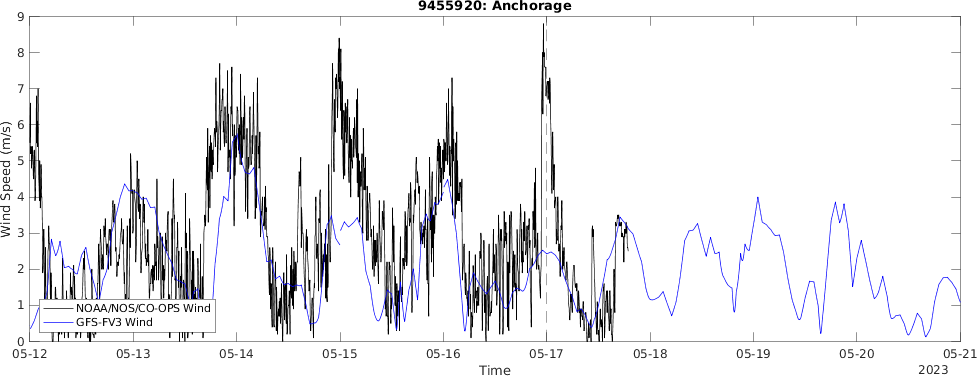 9455920: Anchorage
9
8
7
6
5
4
3
2
1
0
Wind Speed (m/s)
NOAA/NOS/CO-OPS Wind
GFS-FV3 Wind
05-12 05-13 05-14 05-15 05-16 05-17 05-18 05-19 05-20 05-21
Time
2023